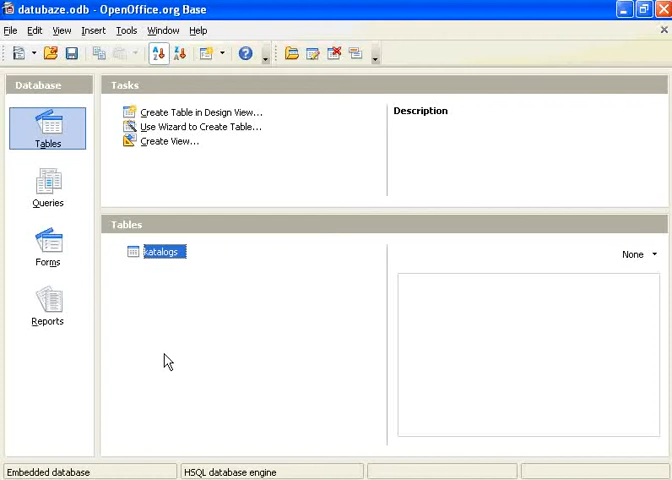 datubaze.odb - OpenOffice.org Base
File Edit View Insert Tools Window Help
Database
Tables
Queries
Forms
Reports
Tasks
Create Table in Design View...
Use Wizard to Create Table...
Create View...
Description
Tables
katalogs
None
Embedded database
HSQL database engine